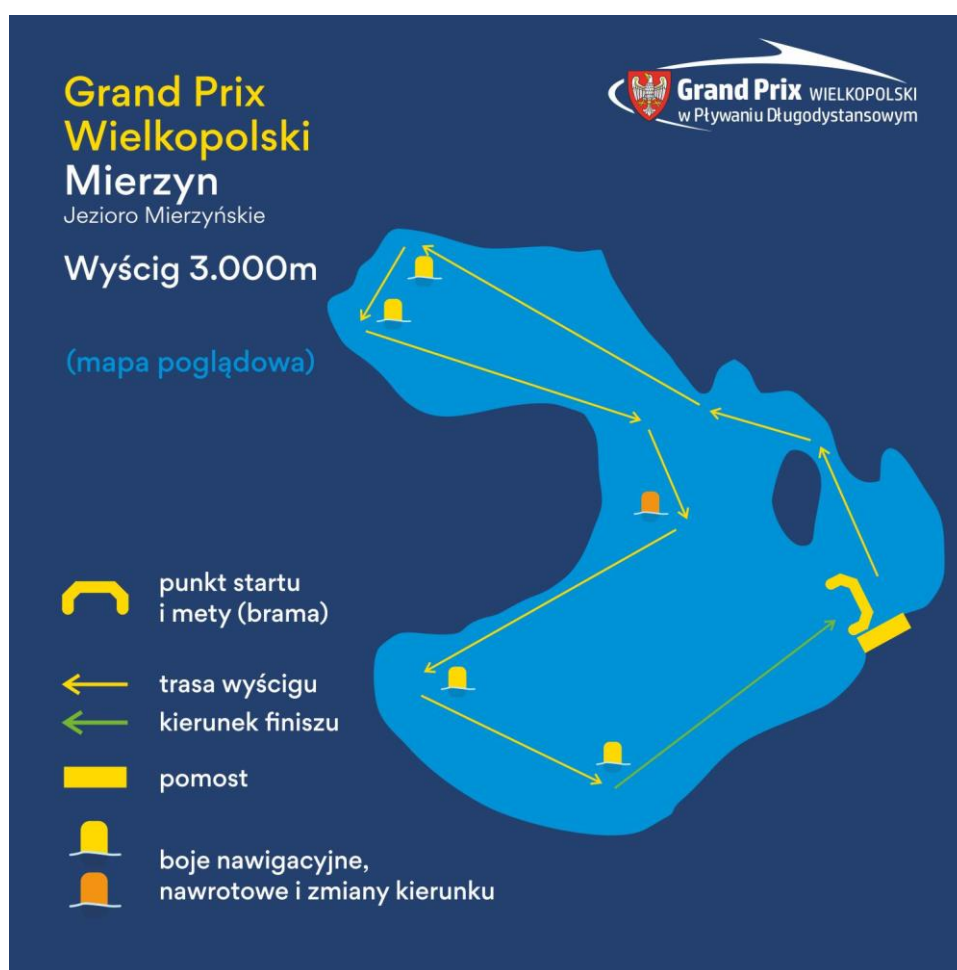 Grand Prix
Wielkopolski
Mierzyn
Jezioro Mierzyńskie
Wyścig 3.000m
(mapa poglądowa)
Grand Prix WIELKOPOLSKI
w Pływaniu Długodystansowym
punkt startu
i mety (brama)
trasa wyścigu
kierunek finiszu
pomost
boje nawigacyjne,
nawrotowe i zmiany kierunku